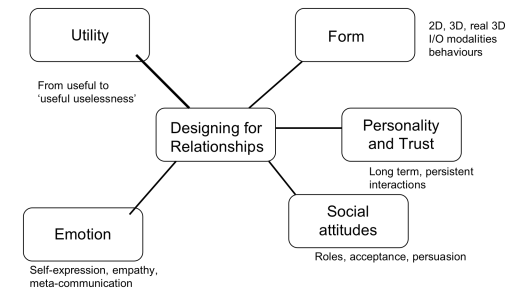 Utility
From useful to
‘useful uselessness’
Form
2D, 3D, real 3D
I/O modalities
behaviours
Designing for
Relationships
Personality
and Trust
Long term, persistent
interactions
Social
attitudes
Roles, acceptance, persuasion
Emotion
Self-expression, empathy,
meta-communication